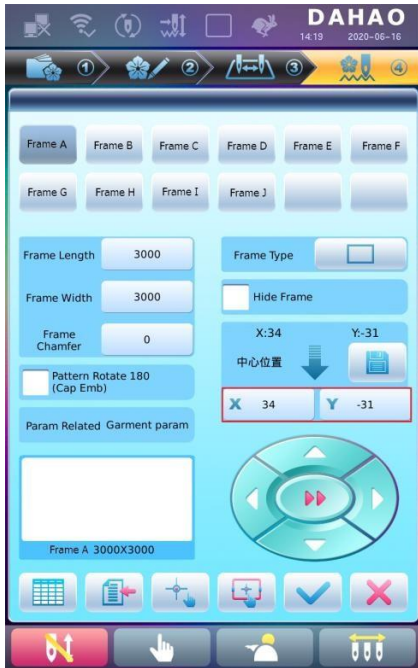 DAHAO
14:19 2020-06-16
① ② ③ ④
Frame A Frame B Frame C Frame D Frame E Frame F
Frame G Frame H Frame I Frame J
Frame Length 3000
Frame Width 3000
Frame Chamfer 0
Pattern Rotate 180
(Cap Emb)
Param Related Garment param
Frame A 3000X3000
Frame Type
Hide Frame
X:34 Y:-31
中心位置
X 34 Y -31